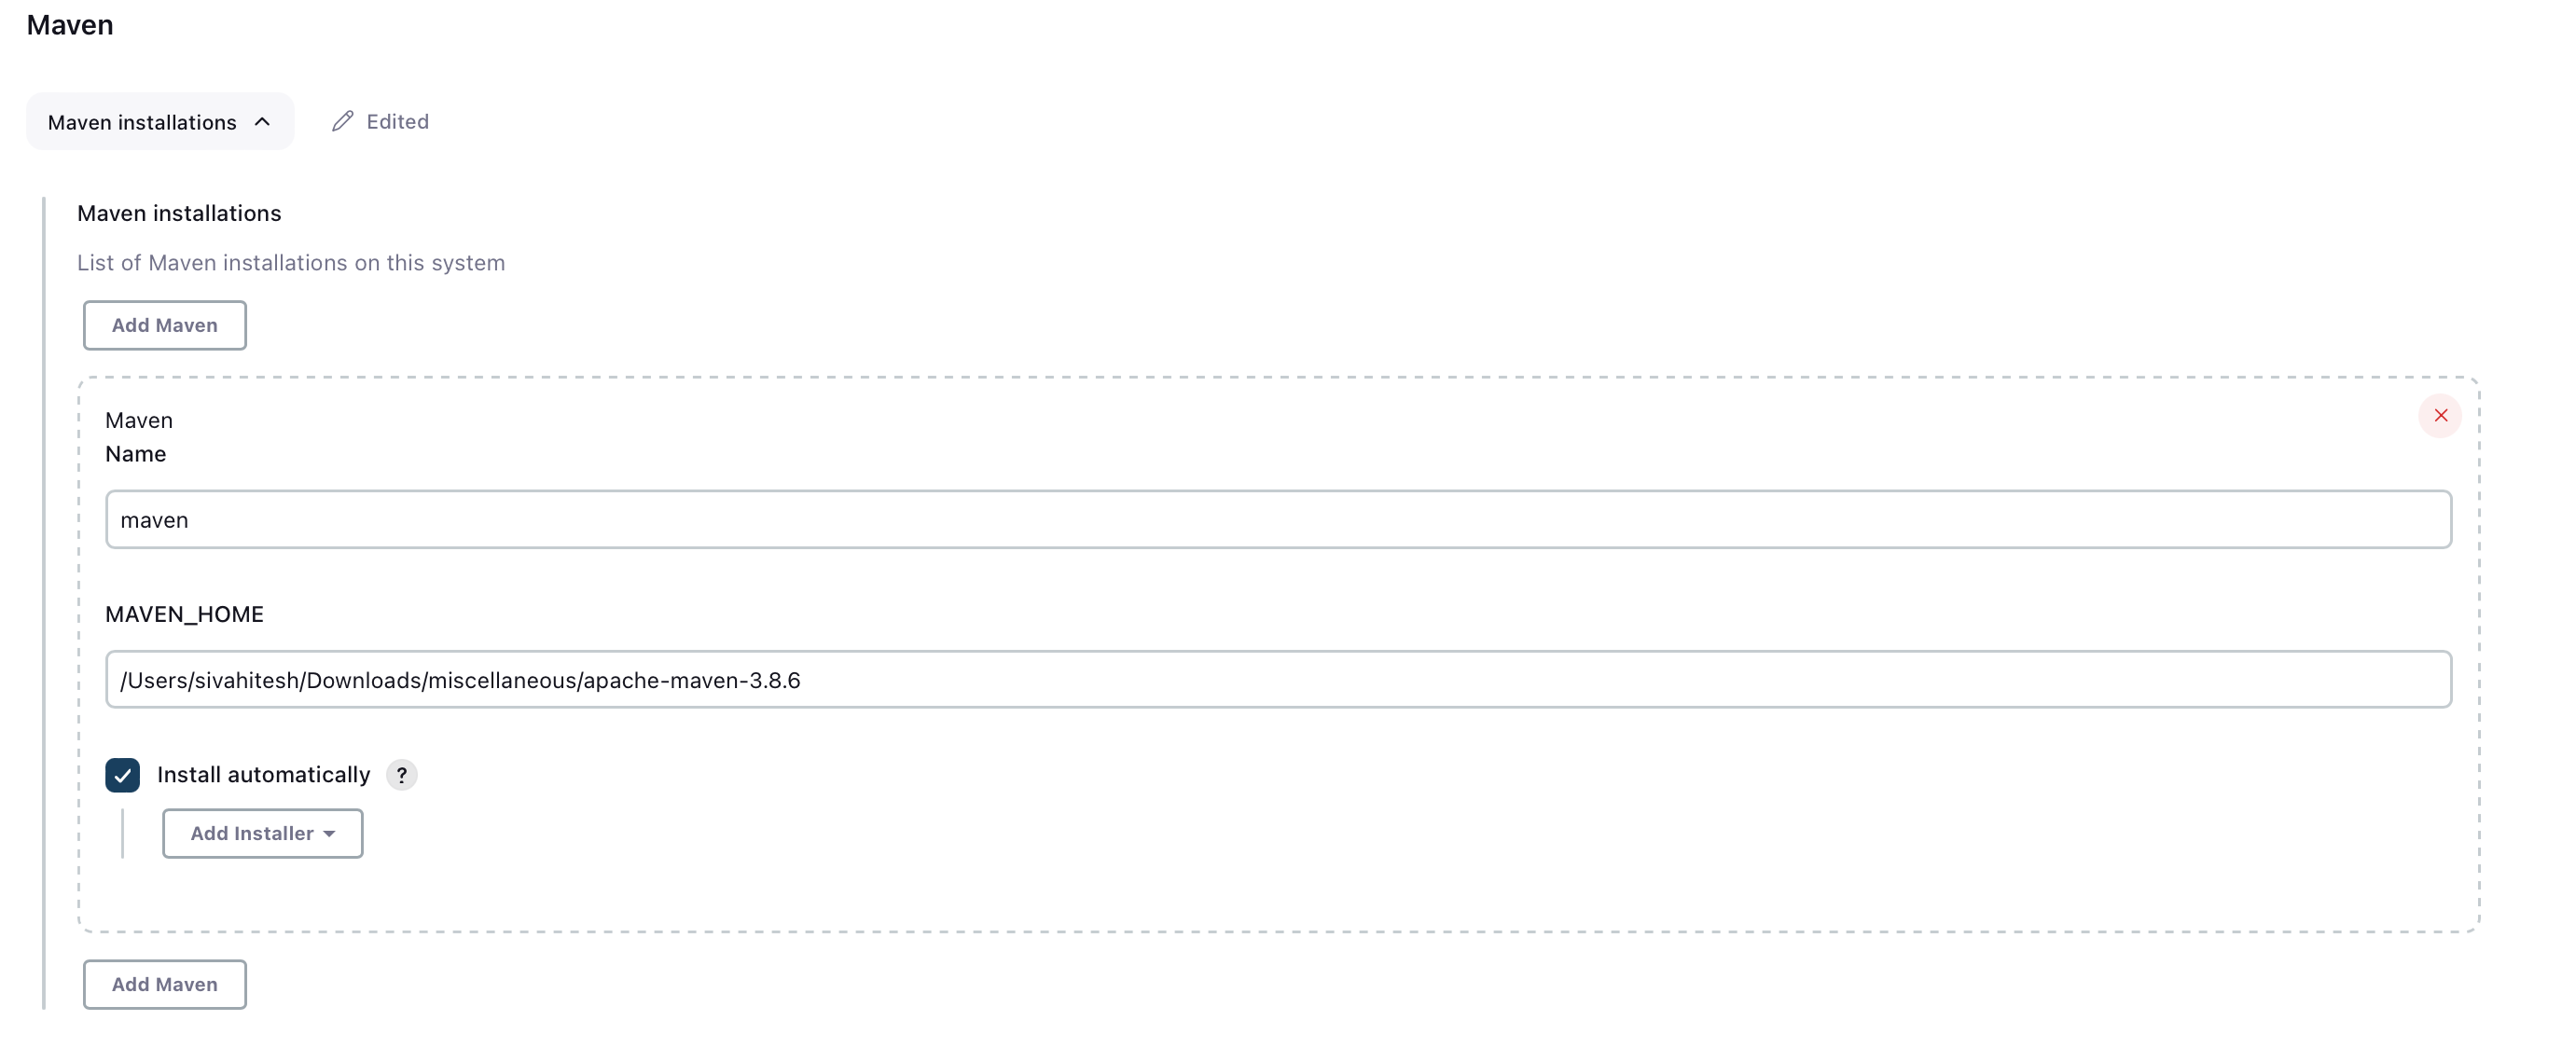 Maven
Maven installations
Edited
Maven installations
List of Maven installations on this system
Add Maven
Maven
Name
maven
MAVEN_HOME
/Users/sivahitesh/Downloads/miscellaneous/apache-maven-3.8.6
Install automatically ?
Add Installer
Add Maven